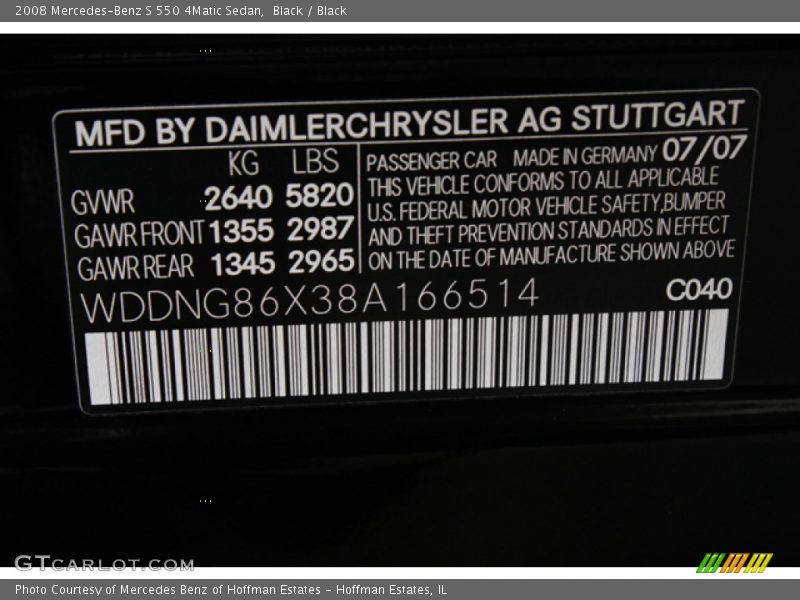 2008 Mercedes-Benz S 550 4Matic Sedan, Black / Black
MFD BY DAIMLERCHRYSLER AG STUTTGART
KG LBS
GVWR 2640 5820
GAWR FRONT 1355 2987
GAWR REAR 1345 2965
PASSENGER CAR MADE IN GERMANY 07/07
THIS VEHICLE CONFORMS TO ALL APPLICABLE
U.S. FEDERAL MOTOR VEHICLE SAFETY,BUMPER
AND THEFT PREVENTION STANDARDS IN EFFECT
ON THE DATE OF MANUFACTURE SHOWN ABOVE
WDDNG86X38A166514 C040
GTCARLOT.COM
Photo Courtesy of Mercedes Benz of Hoffman Estates - Hoffman Estates, IL